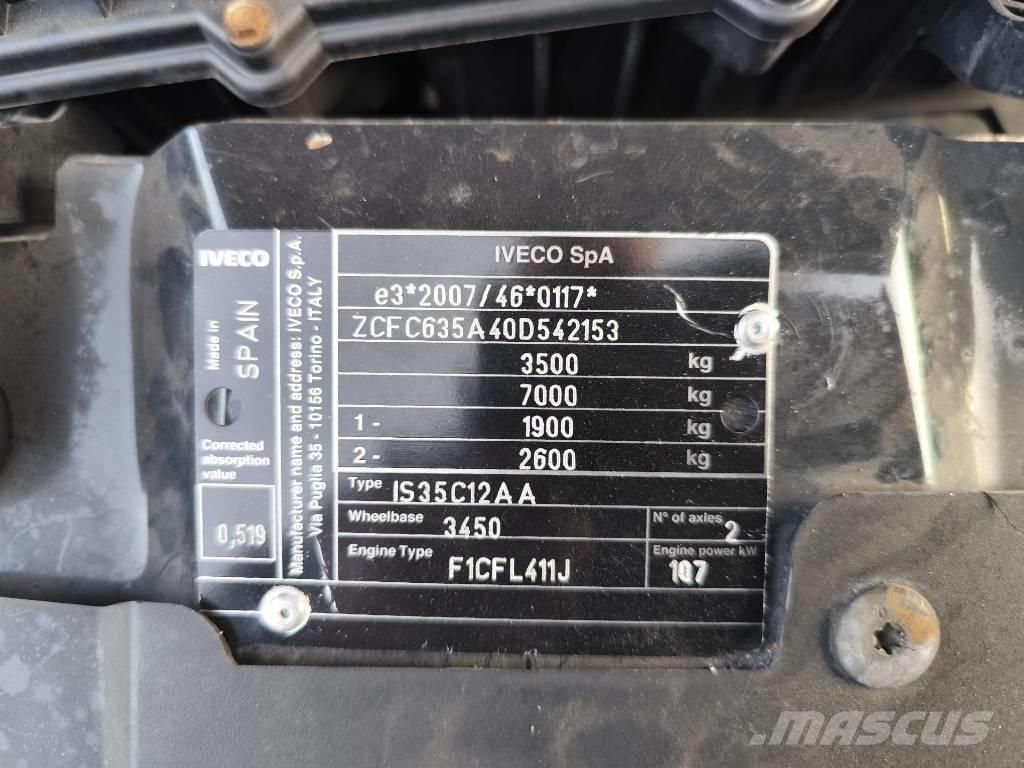 IVECO
Made in
SPAIN
Corrected
absorption
value
0,519
Manufacturer name and address: IVECO S.p.A.
Via Puglia 35 - 10156 Torino - ITALY
IVECO SpA
e3*2007/46*0117*
ZCFC635A40D542153
3500 kg
7000 kg
1 - 1900 kg
2 - 2600 kg
Type IS35C12AA
Wheelbase 3450 N° of axles 2
Engine Type F1CFL411J Engine power kW 107
MASCUS